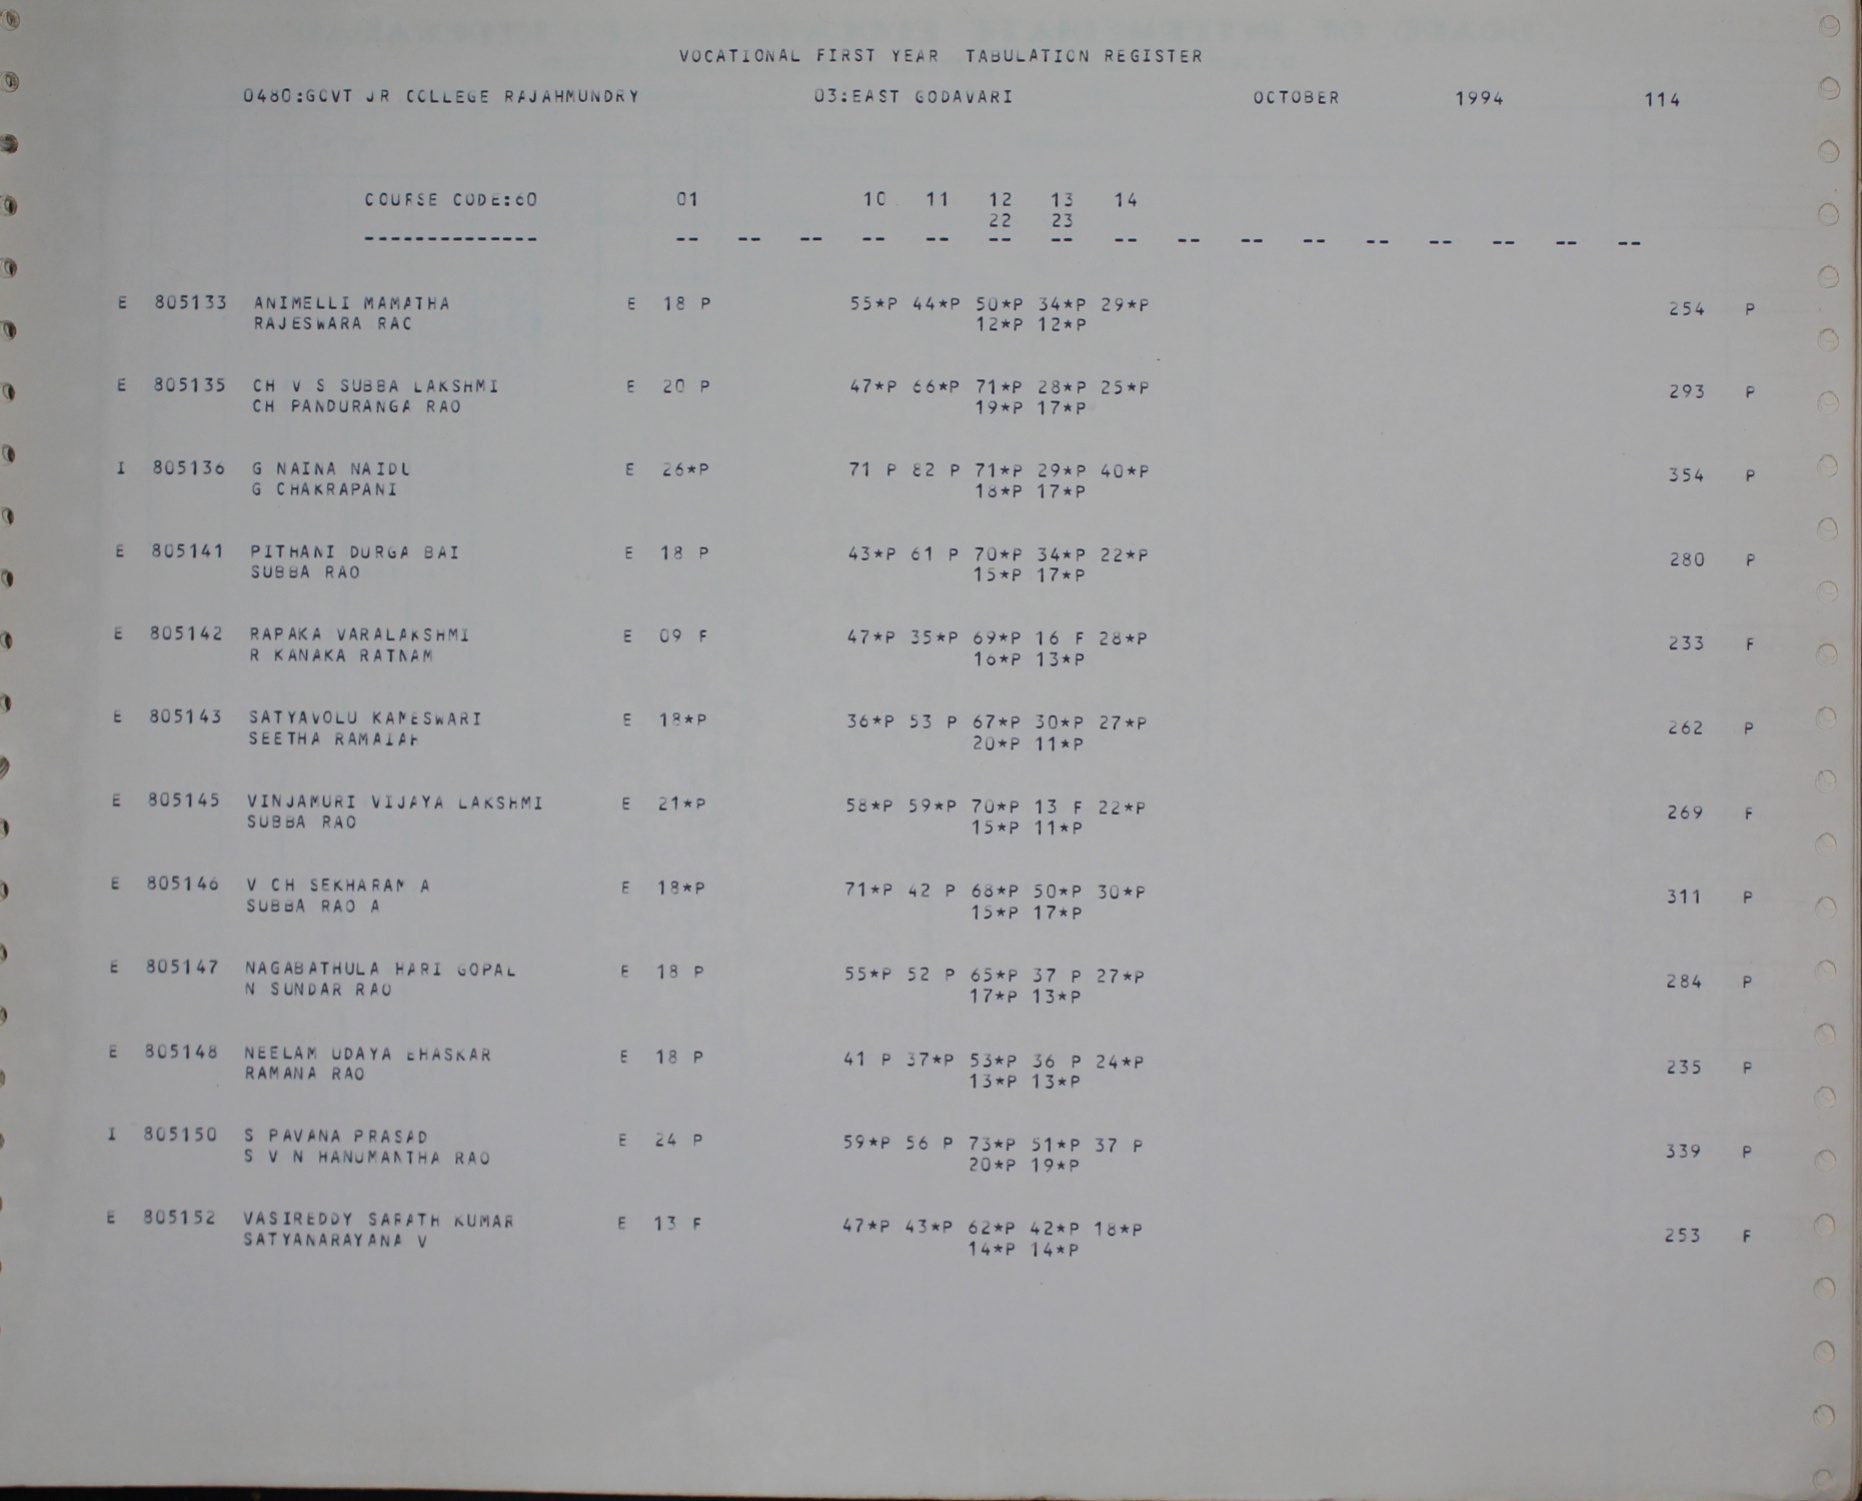 VOCATIONAL FIRST YEAR TABULATION REGISTER
0480:GOVT JR COLLEGE RAJAHMUNDRY 03:EAST GODAVARI OCTOBER 1994 114
COURSE CODE:60 01 10 11 12 13 14
22 23
-------------- -- -- -- -- -- -- -- -- -- -- -- -- -- -- -- --
E 805133 ANIMELLI MAMATHA E 18 P 55*P 44*P 50*P 34*P 29*P 254 P
RAJESWARA RAO 12*P 12*P
E 805135 CH V S SUBBA LAKSHMI E 20 P 47*P 66*P 71*P 28*P 25*P 293 P
CH PANDURANGA RAO 19*P 17*P
I 805136 G NAINA NAIDU E 26*P 71 P 82 P 71*P 29*P 40*P 354 P
G CHAKRAPANI 18*P 17*P
E 805141 PITHANI DURGA BAI E 18 P 43*P 61 P 70*P 34*P 22*P 280 P
SUBBA RAO 15*P 17*P
E 805142 RAPAKA VARALAKSHMI E 09 F 47*P 35*P 69*P 16 F 28*P 233 F
R KANAKA RATNAM 16*P 13*P
E 805143 SATYAVOLU KAMESWARI E 18*P 36*P 53 P 67*P 30*P 27*P 262 P
SEETHA RAMAIAH 20*P 11*P
E 805145 VINJAMURI VIJAYA LAKSHMI E 21*P 58*P 59*P 70*P 13 F 22*P 269 F
SUBBA RAO 15*P 11*P
E 805146 V CH SEKHARAM A E 18*P 71*P 42 P 68*P 50*P 30*P 311 P
SUBBA RAO A 15*P 17*P
E 805147 NAGABATHULA HARI GOPAL E 18 P 55*P 52 P 65*P 37 P 27*P 284 P
N SUNDAR RAO 17*P 13*P
E 805148 NEELAM UDAYA BHASKAR E 18 P 41 P 37*P 53*P 36 P 24*P 235 P
RAMANA RAO 13*P 13*P
I 805150 S PAVANA PRASAD E 24 P 59*P 56 P 73*P 51*P 37 P 339 P
S V N HANUMANTHA RAO 20*P 19*P
E 805152 VASIREDDY SARATH KUMAR E 13 F 47*P 43*P 62*P 42*P 18*P 253 F
SATYANARAYANA V 14*P 14*P